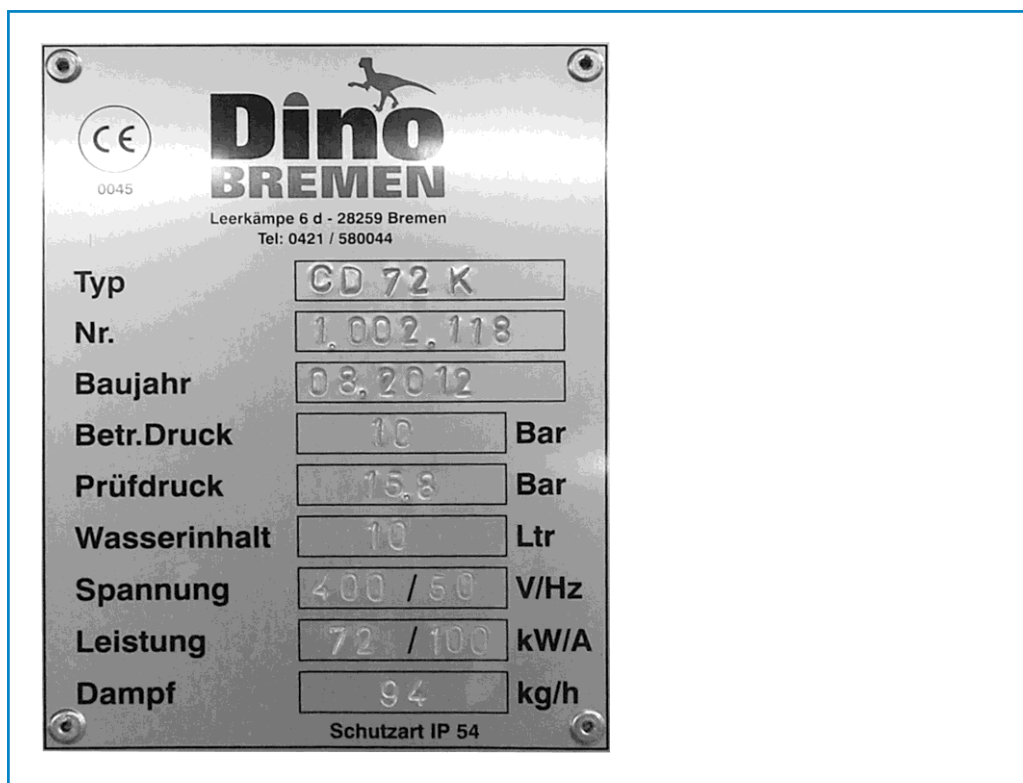 CE
0045
Dino
BREMEN
Leerkämpe 6 d - 28259 Bremen
Tel: 0421 / 580044
Typ CD 72 K
Nr. 1.002.118
Baujahr 08.2012
Betr.Druck 10 Bar
Prüfdruck 15,8 Bar
Wasserinhalt 10 Ltr
Spannung 400 / 50 V/Hz
Leistung 72 / 100 kW/A
Dampf 94 kg/h
Schutzart IP 54